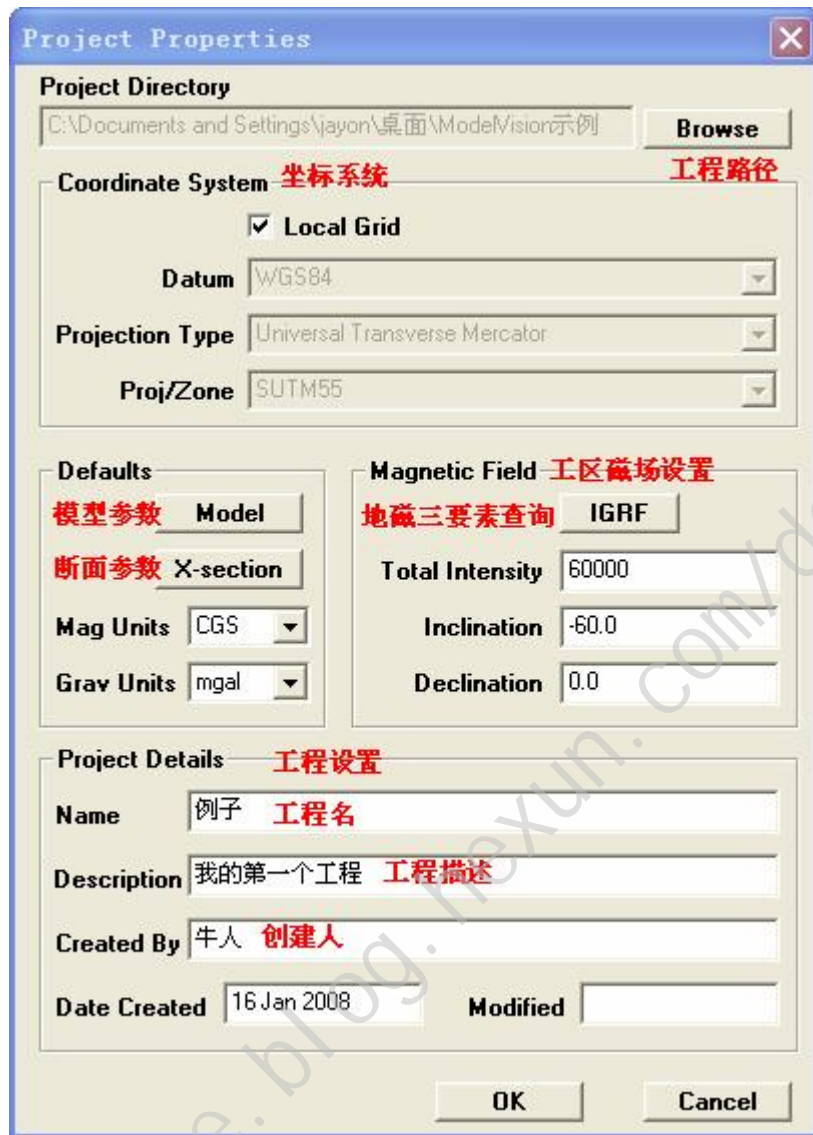 Project Properties
Project Directory
C:\Documents and Settings\jayon\桌面\ModelVision示例
Browse
工程路径
Coordinate System 坐标系统
Local Grid
Datum WGS84
Projection Type Universal Transverse Mercator
Proj/Zone SUTM55
Defaults
模型参数 Model
断面参数 X-section
Mag Units CGS
Grav Units mgal
Magnetic Field 工区磁场设置
地磁三要素查询 IGRF
Total Intensity 60000
Inclination -60.0
Declination 0.0
Project Details 工程设置
Name 例子 工程名
Description 我的第一个工程 工程描述
Created By 牛人 创建人
Date Created 16 Jan 2008 Modified
OK Cancel
e.blog.hexun.com/d